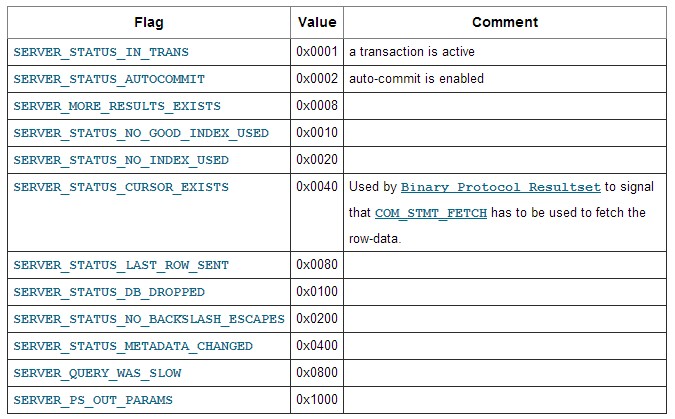 Flag Value Comment
SERVER_STATUS_IN_TRANS 0x0001 a transaction is active
SERVER_STATUS_AUTOCOMMIT 0x0002 auto-commit is enabled
SERVER_MORE_RESULTS_EXISTS 0x0008
SERVER_STATUS_NO_GOOD_INDEX_USED 0x0010
SERVER_STATUS_NO_INDEX_USED 0x0020
SERVER_STATUS_CURSOR_EXISTS 0x0040 Used by Binary Protocol Resultset to signal
that COM_STMT_FETCH has to be used to fetch the
row-data.
SERVER_STATUS_LAST_ROW_SENT 0x0080
SERVER_STATUS_DB_DROPPED 0x0100
SERVER_STATUS_NO_BACKSLASH_ESCAPES 0x0200
SERVER_STATUS_METADATA_CHANGED 0x0400
SERVER_QUERY_WAS_SLOW 0x0800
SERVER_PS_OUT_PARAMS 0x1000